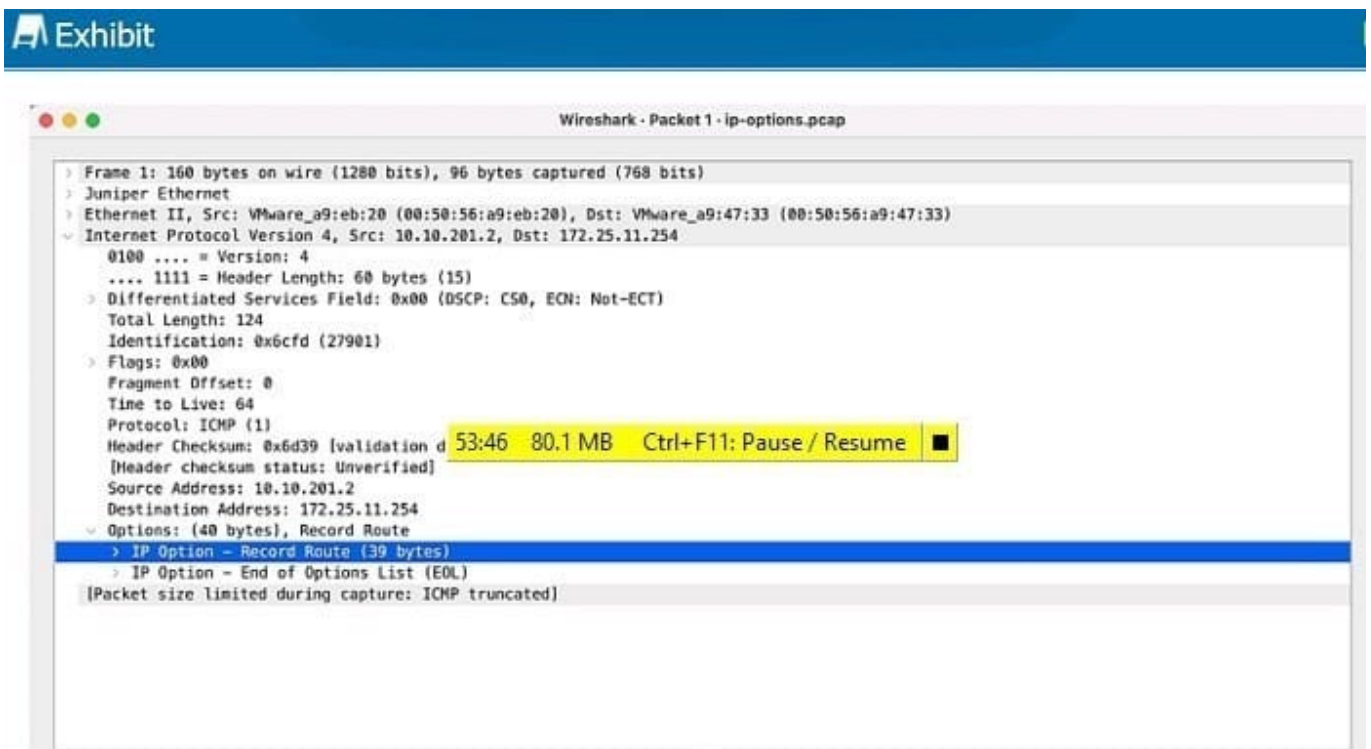 Exhibit
Wireshark · Packet 1 · ip-options.pcap
> Frame 1: 160 bytes on wire (1280 bits), 96 bytes captured (768 bits)
> Juniper Ethernet
> Ethernet II, Src: VMware_a9:eb:20 (00:50:56:a9:eb:20), Dst: VMware_a9:47:33 (00:50:56:a9:47:33)
Internet Protocol Version 4, Src: 10.10.201.2, Dst: 172.25.11.254
0100 .... = Version: 4
.... 1111 = Header Length: 60 bytes (15)
> Differentiated Services Field: 0x00 (DSCP: CS0, ECN: Not-ECT)
Total Length: 124
Identification: 0x6cfd (27901)
> Flags: 0x00
Fragment Offset: 0
Time to Live: 64
Protocol: ICMP (1)
Header Checksum: 0x6d39 [validation d
53:46 80.1 MB Ctrl+F11: Pause / Resume
[Header checksum status: Unverified]
Source Address: 10.10.201.2
Destination Address: 172.25.11.254
Options: (40 bytes), Record Route
> IP Option - Record Route (39 bytes)
> IP Option - End of Options List (EOL)
[Packet size limited during capture: ICMP truncated]